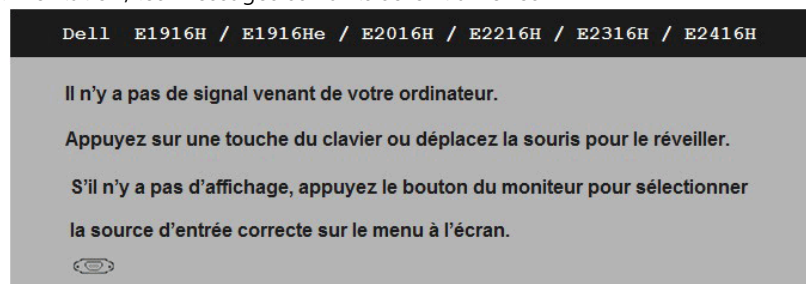 Dell E1916H / E1916He / E2016H / E2216H / E2316H / E2416H
Il n’y a pas de signal venant de votre ordinateur.
Appuyez sur une touche du clavier ou déplacez la souris pour le réveiller.
S’il n’y a pas d’affichage, appuyez le bouton du moniteur pour sélectionner
la source d’entrée correcte sur le menu à l’écran.